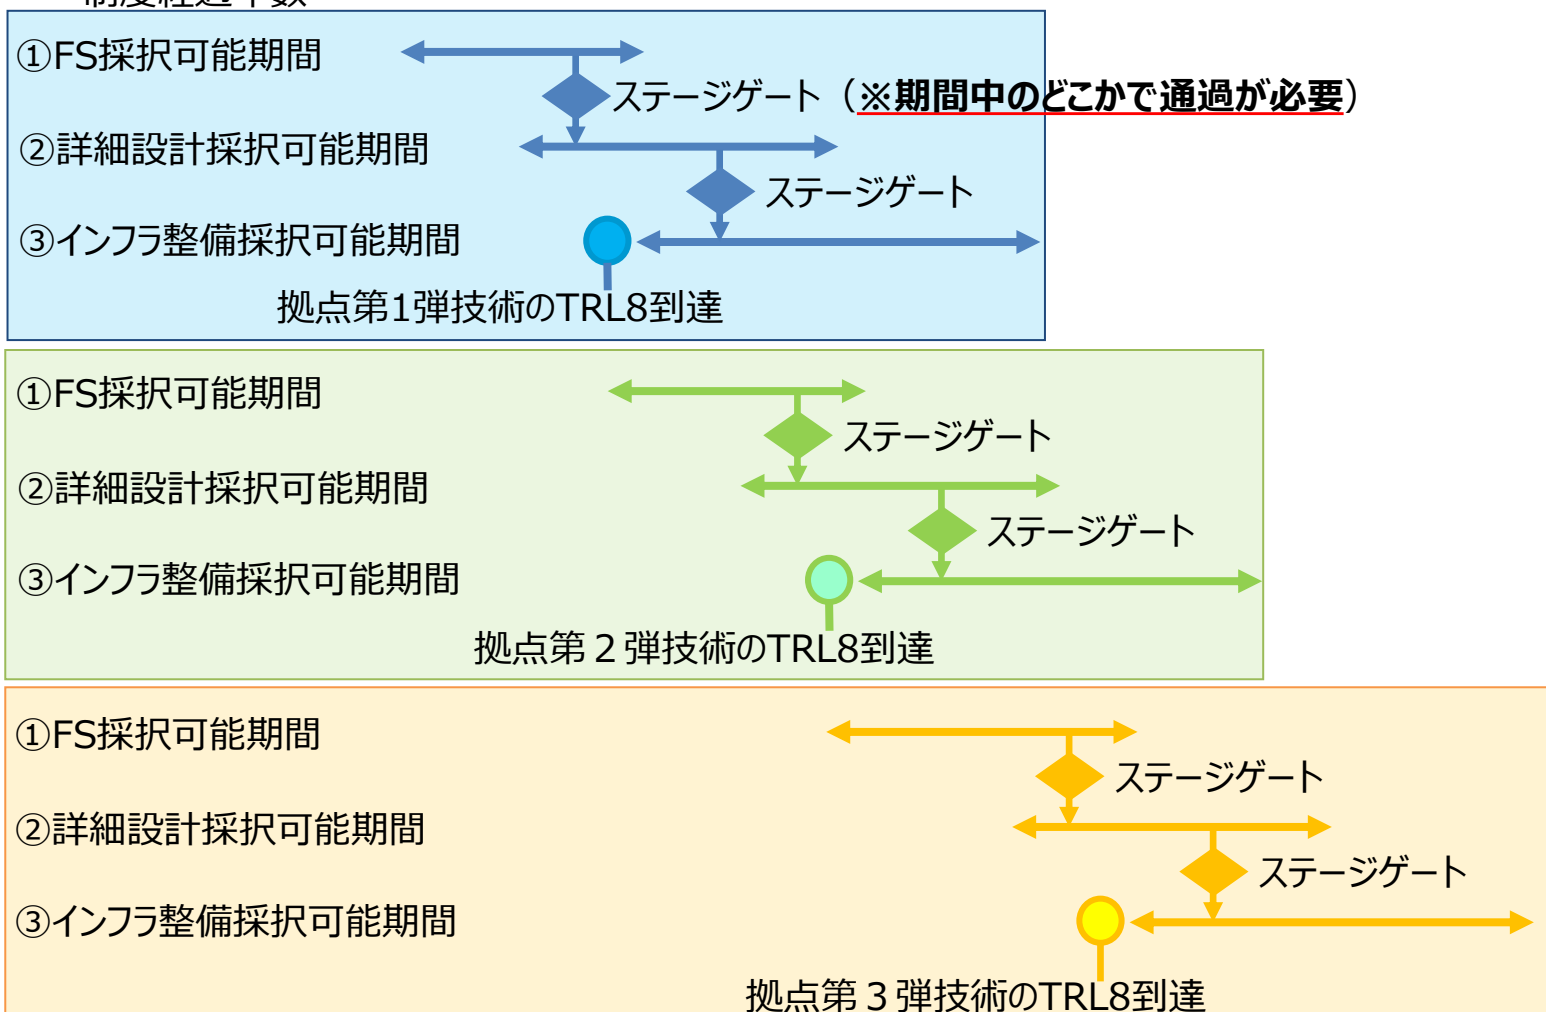 制度経過年数
①FS採択可能期間
ステージゲート（※期間中のどこかで通過が必要）
②詳細設計採択可能期間
ステージゲート
③インフラ整備採択可能期間
拠点第1弾技術のTRL8到達
①FS採択可能期間
ステージゲート
②詳細設計採択可能期間
ステージゲート
③インフラ整備採択可能期間
拠点第２弾技術のTRL8到達
①FS採択可能期間
ステージゲート
②詳細設計採択可能期間
ステージゲート
③インフラ整備採択可能期間
拠点第３弾技術のTRL8到達